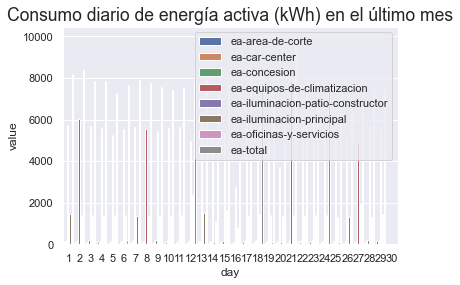 Consumo diario de energía activa (kWh) en el último mes
10000
8000
6000
4000
2000
0
value
ea-area-de-corte
ea-car-center
ea-concesion
ea-equipos-de-climatizacion
ea-iluminacion-patio-constructor
ea-iluminacion-principal
ea-oficinas-y-servicios
ea-total
1 2 3 4 5 6 7 8 9 10 11 12 13 14 15 16 17 18 19 20 21 22 23 24 25 26 27 28 29 30
day